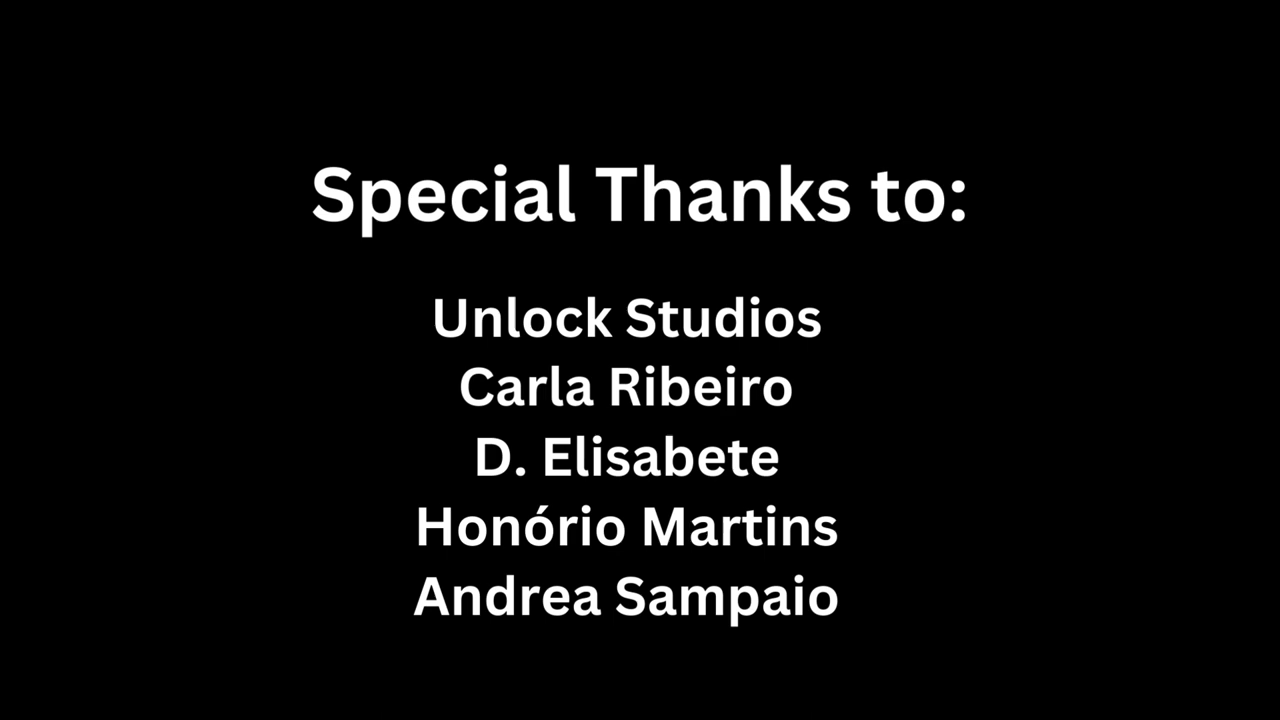 Special Thanks to:
Unlock Studios
Carla Ribeiro
D. Elisabete
Honório Martins
Andrea Sampaio